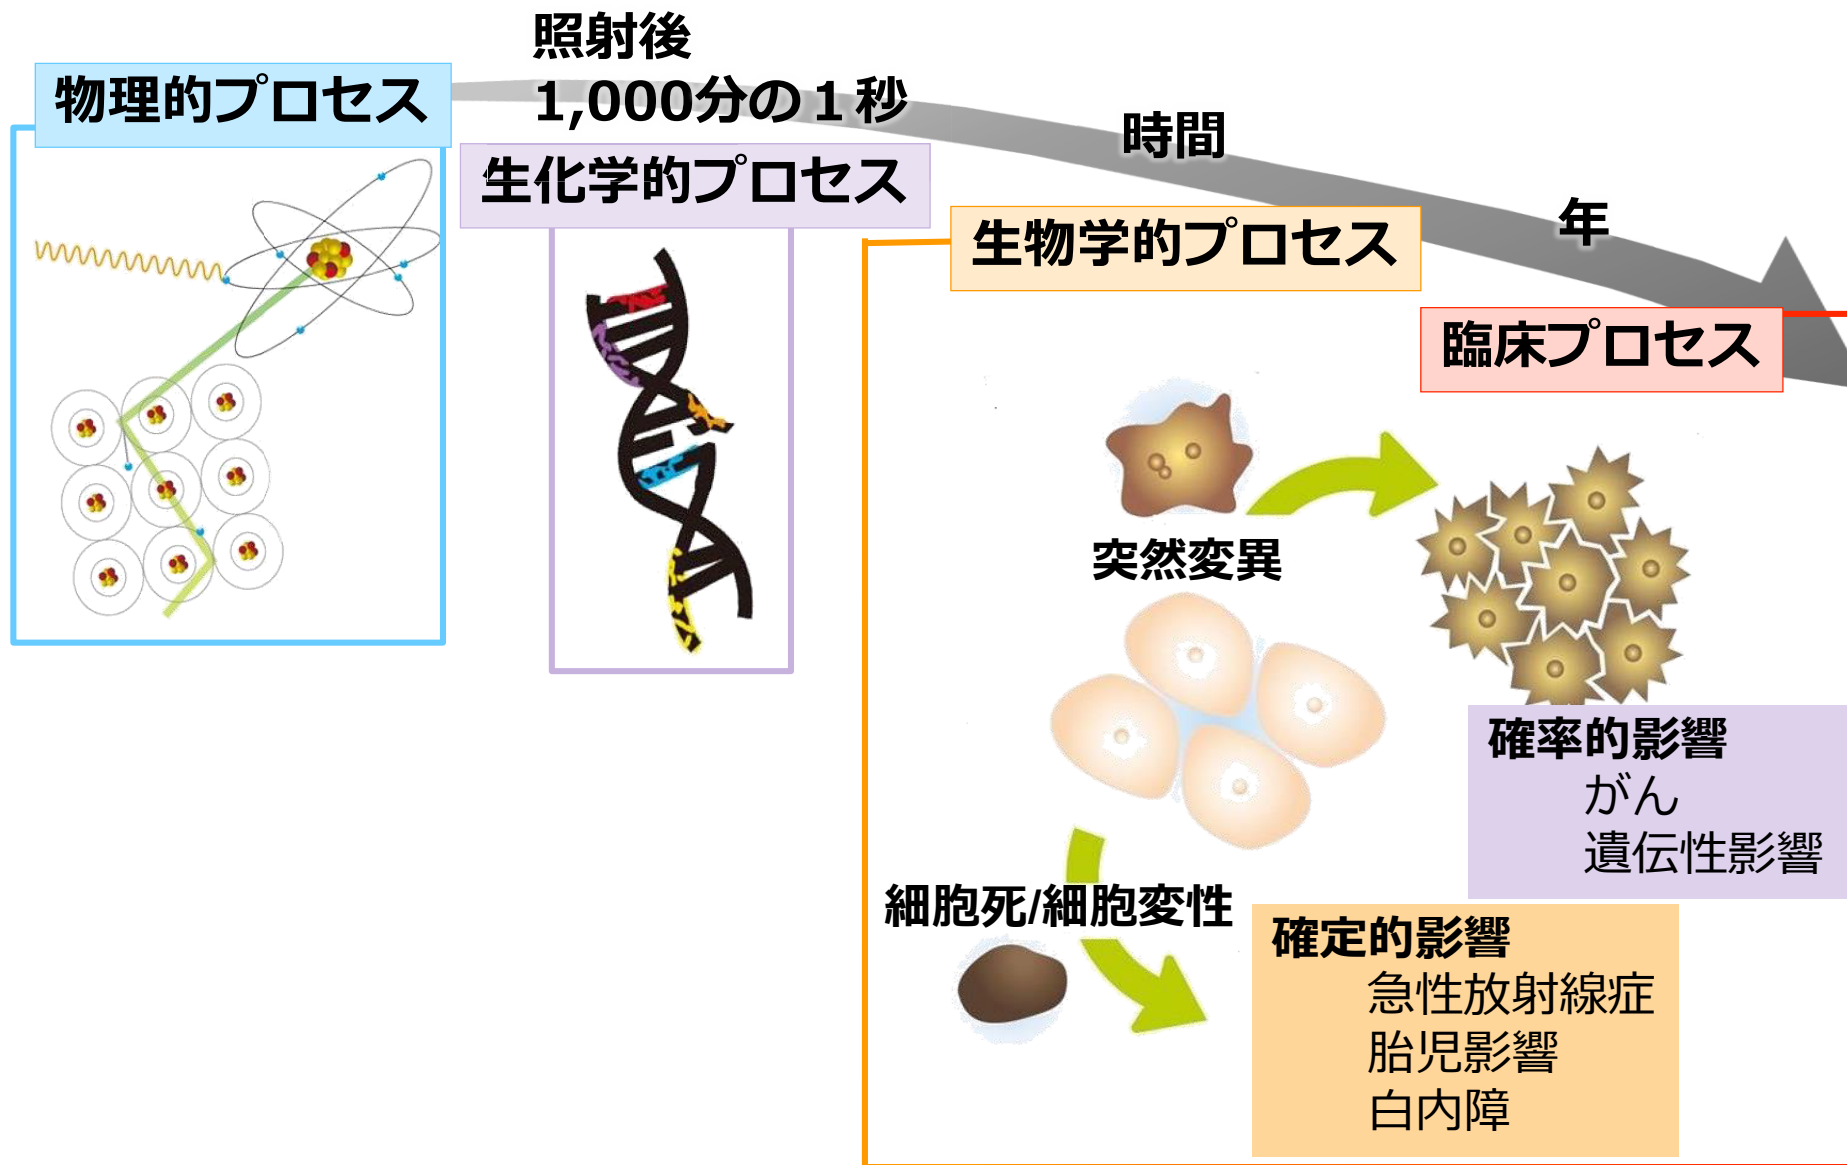 照射後
1,000分の１秒
物理的プロセス
生化学的プロセス
時間
生物学的プロセス
年
臨床プロセス
突然変異
確率的影響
がん
遺伝性影響
細胞死/細胞変性
確定的影響
急性放射線症
胎児影響
白内障